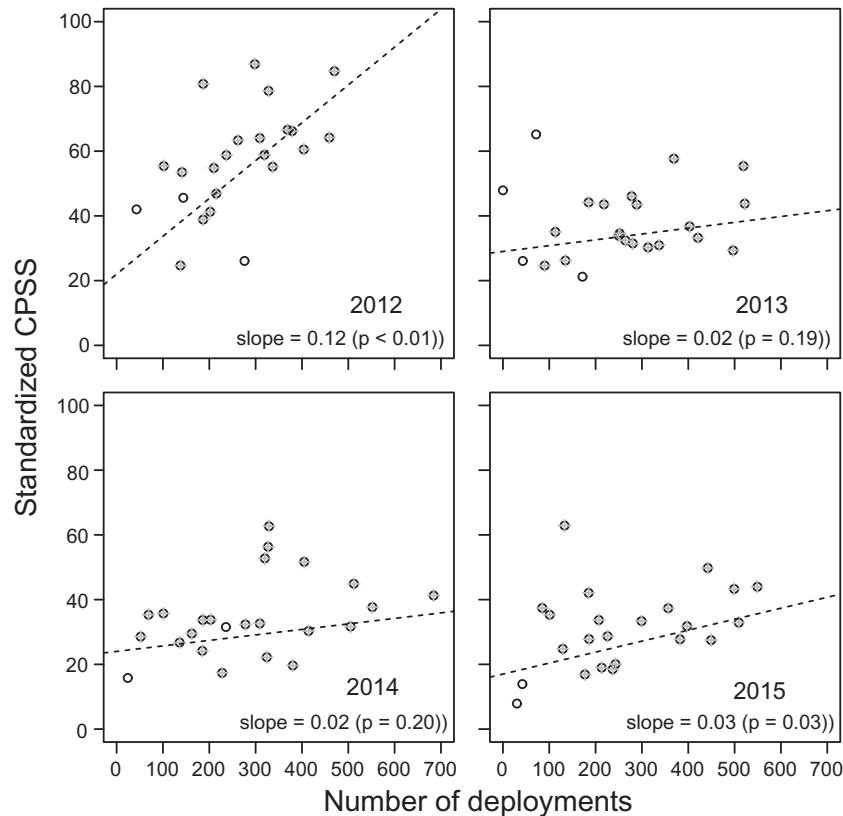 Standardized CPSS
100
80
60
40
20
0
2012
slope = 0.12 (p < 0.01))
2013
slope = 0.02 (p = 0.19))
100
80
60
40
20
0
2014
slope = 0.02 (p = 0.20))
2015
slope = 0.03 (p = 0.03))
0 100 200 300 400 500 600 700
0 100 200 300 400 500 600 700
Number of deployments